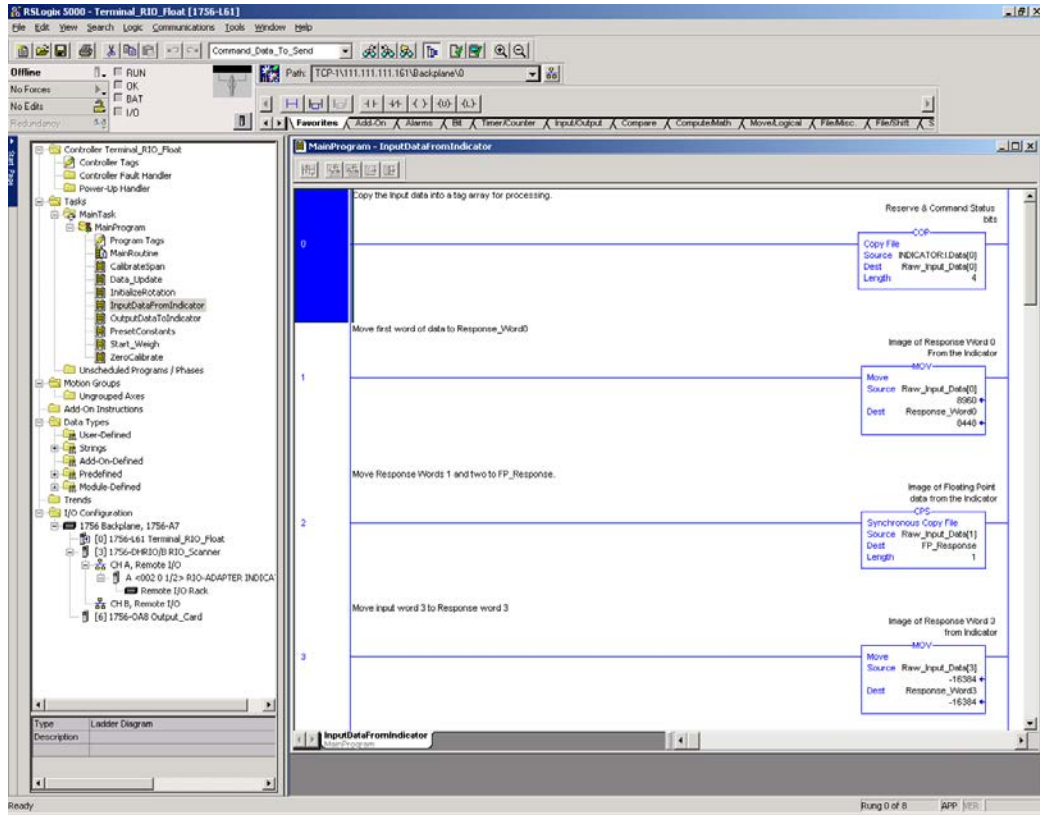 RSLogix 5000 - Terminal_RIO_Float [1756-L61]
File Edit View Search Logic Communications Tools Window Help
Command_Data_To_Send
Offline
RUN
Path: TCP-1\111.111.111.161\Backplane\0
No Forces
OK
No Edits
BAT
Redundancy
I/O
Favorites Add-On Alarms Bit Timer/Counter Input/Output Compare Compute/Math Move/Logical File/Misc. File/Shift S
Start Page
Controller Terminal_RIO_Float
Controller Tags
Controller Fault Handler
Power-Up Handler
Tasks
MainTask
MainProgram
Program Tags
MainRoutine
CalibrateSpan
Data_Update
InitializeRotation
InputDataFromIndicator
OutputDataToIndicator
PresetConstants
Start_Weigh
ZeroCalibrate
Unscheduled Programs / Phases
Motion Groups
Ungrouped Axes
Add-On Instructions
Data Types
User-Defined
Strings
Add-On-Defined
Predefined
Module-Defined
Trends
I/O Configuration
1756 Backplane, 1756-A7
[0] 1756-L61 Terminal_RIO_Float
[3] 1756-DHRIO/B RIO_Scanner
CH A, Remote I/O
A <002 0 1/2> RIO-ADAPTER INDICA
Remote I/O Rack
CH B, Remote I/O
[6] 1756-OA8 Output_Card
Type Ladder Diagram
Description
MainProgram - InputDataFromIndicator
Copy the Input data into a tag array for processing.
Reserve & Command Status
bits
COP
0
Copy File
Source INDICATOR:I.Data[0]
Dest Raw_Input_Data[0]
Length 4
Move first word of data to Response_Word0
Image of Response Word 0
From the Indicator
MOV
1
Move
Source Raw_Input_Data[0]
8960
Dest Response_Word0
8448
Move Response Words 1 and two to FP_Response.
Image of Floating Point
data from the Indicator
CPS
2
Synchronous Copy File
Source Raw_Input_Data[1]
Dest FP_Response
Length 1
Move input word 3 to Response word 3
Image of Response Word 3
from Indicator
MOV
3
Move
Source Raw_Input_Data[3]
-16384
Dest Response_Word3
-16384
InputDataFromIndicator
MainProgram
Ready
Rung 0 of 8 APP VER